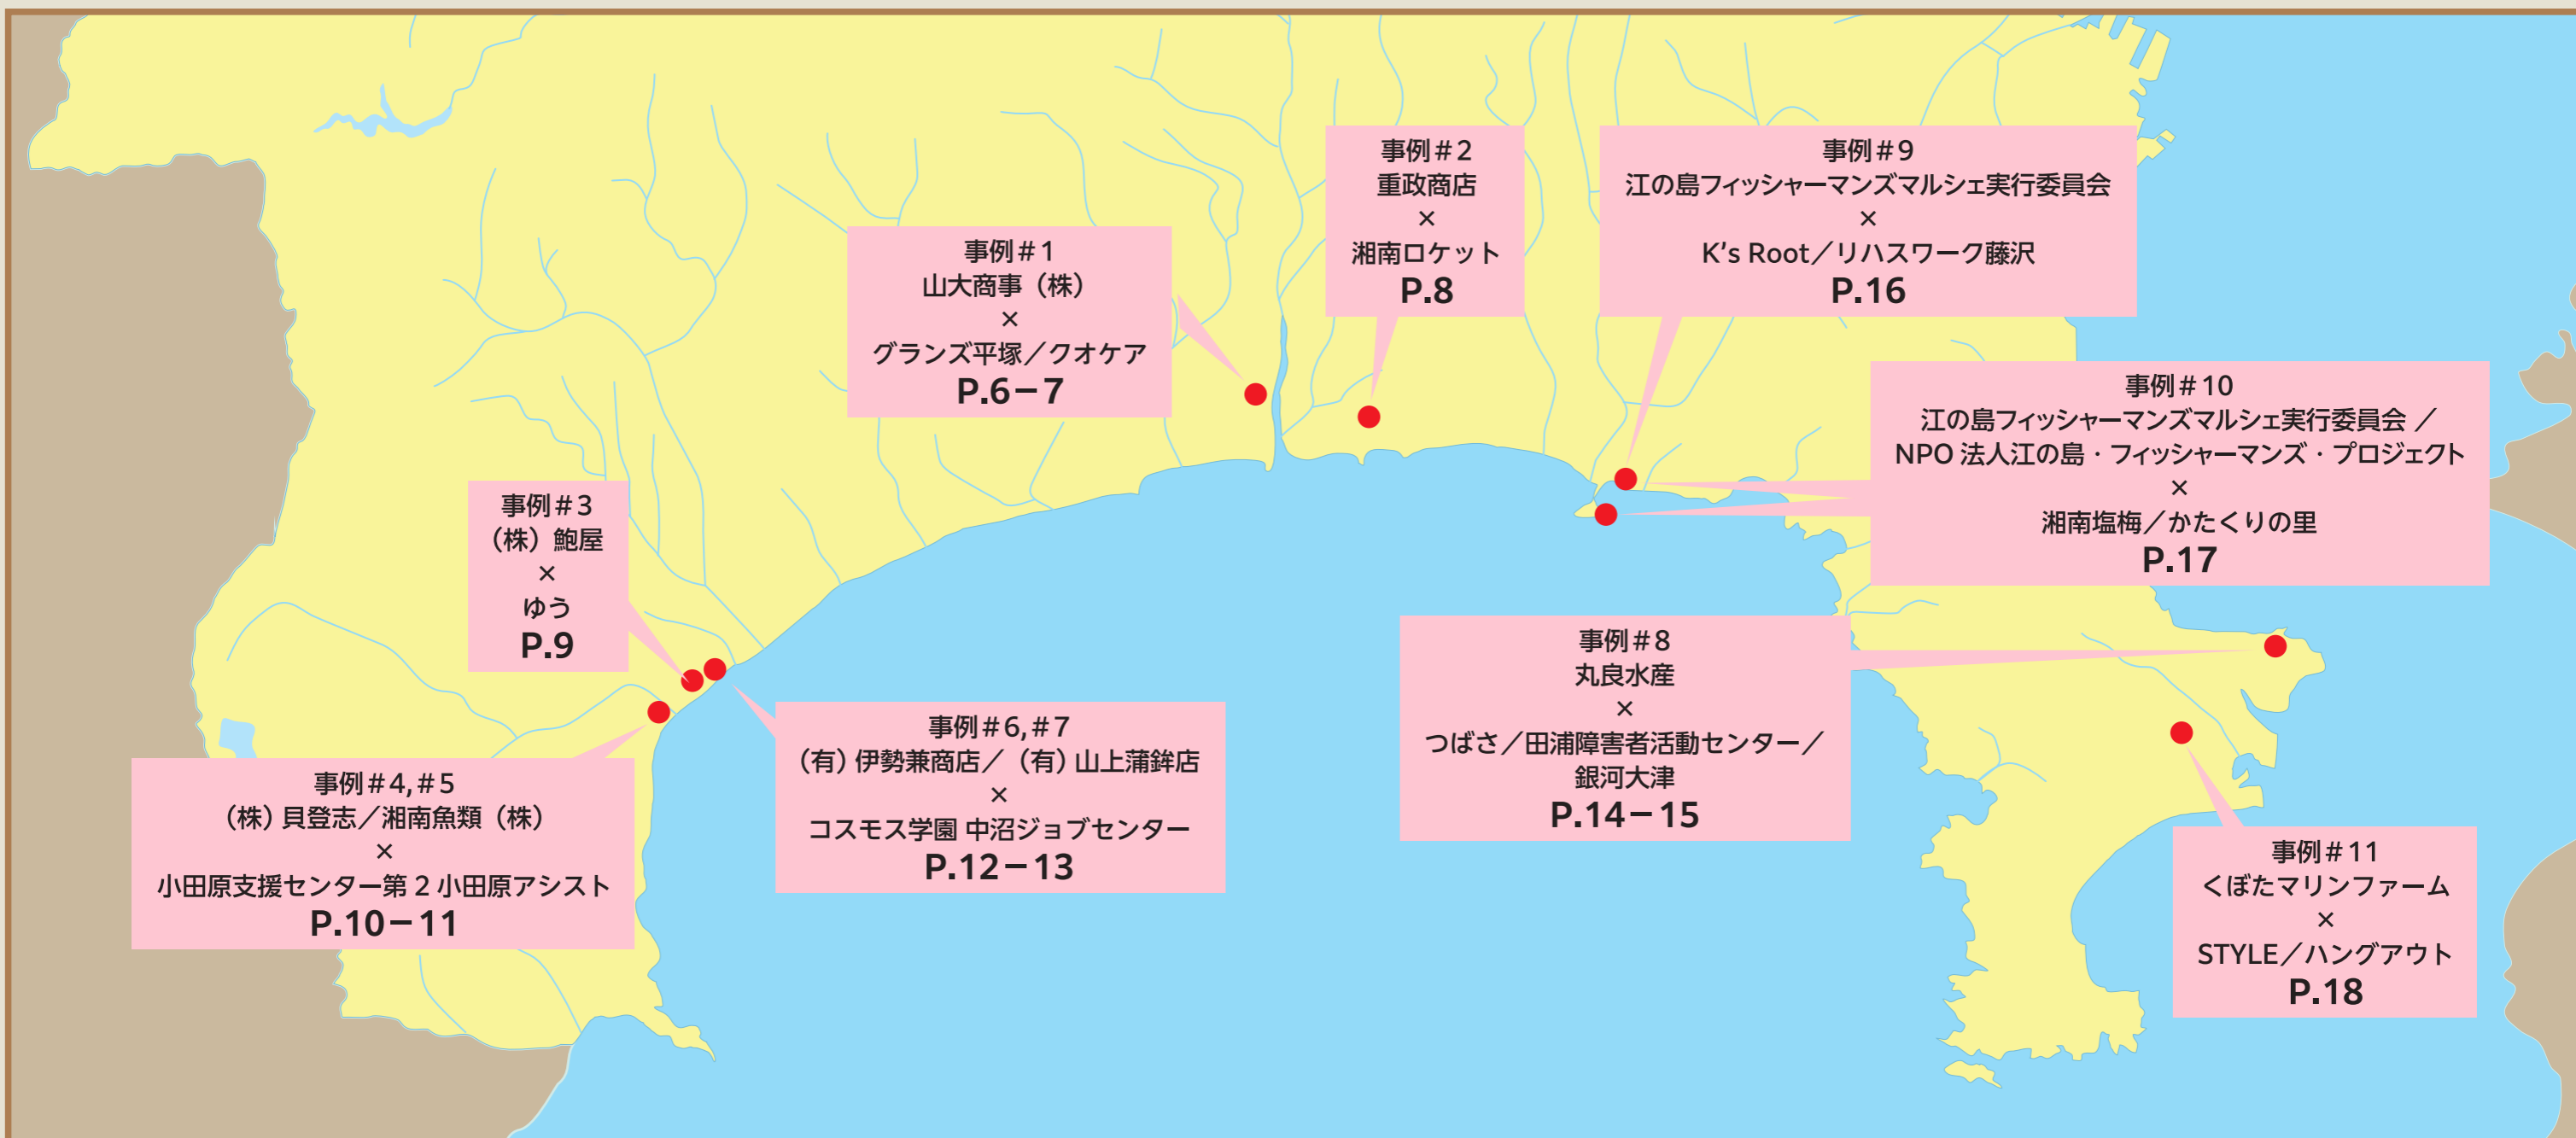 事例＃1
山大商事（株）
×
グランズ平塚／クオケア
P.6－7
事例＃2
重政商店
×
湘南ロケット
P.8
事例＃9
江の島フィッシャーマンズマルシェ実行委員会
×
K's Root／リハスワーク藤沢
P.16
事例＃10
江の島フィッシャーマンズマルシェ実行委員会 ／
NPO 法人江の島・フィッシャーマンズ・プロジェクト
×
湘南塩梅／かたくりの里
P.17
事例＃3
（株）鮑屋
×
ゆう
P.9
事例＃8
丸良水産
×
つばさ／田浦障害者活動センター／
銀河大津
P.14－15
事例＃6,＃7
（有）伊勢兼商店／（有）山上蒲鉾店
×
コスモス学園 中沼ジョブセンター
P.12－13
事例＃4,＃5
（株）貝登志／湘南魚類（株）
×
小田原支援センター第 2 小田原アシスト
P.10－11
事例＃11
くぼたマリンファーム
×
STYLE／ハングアウト
P.18